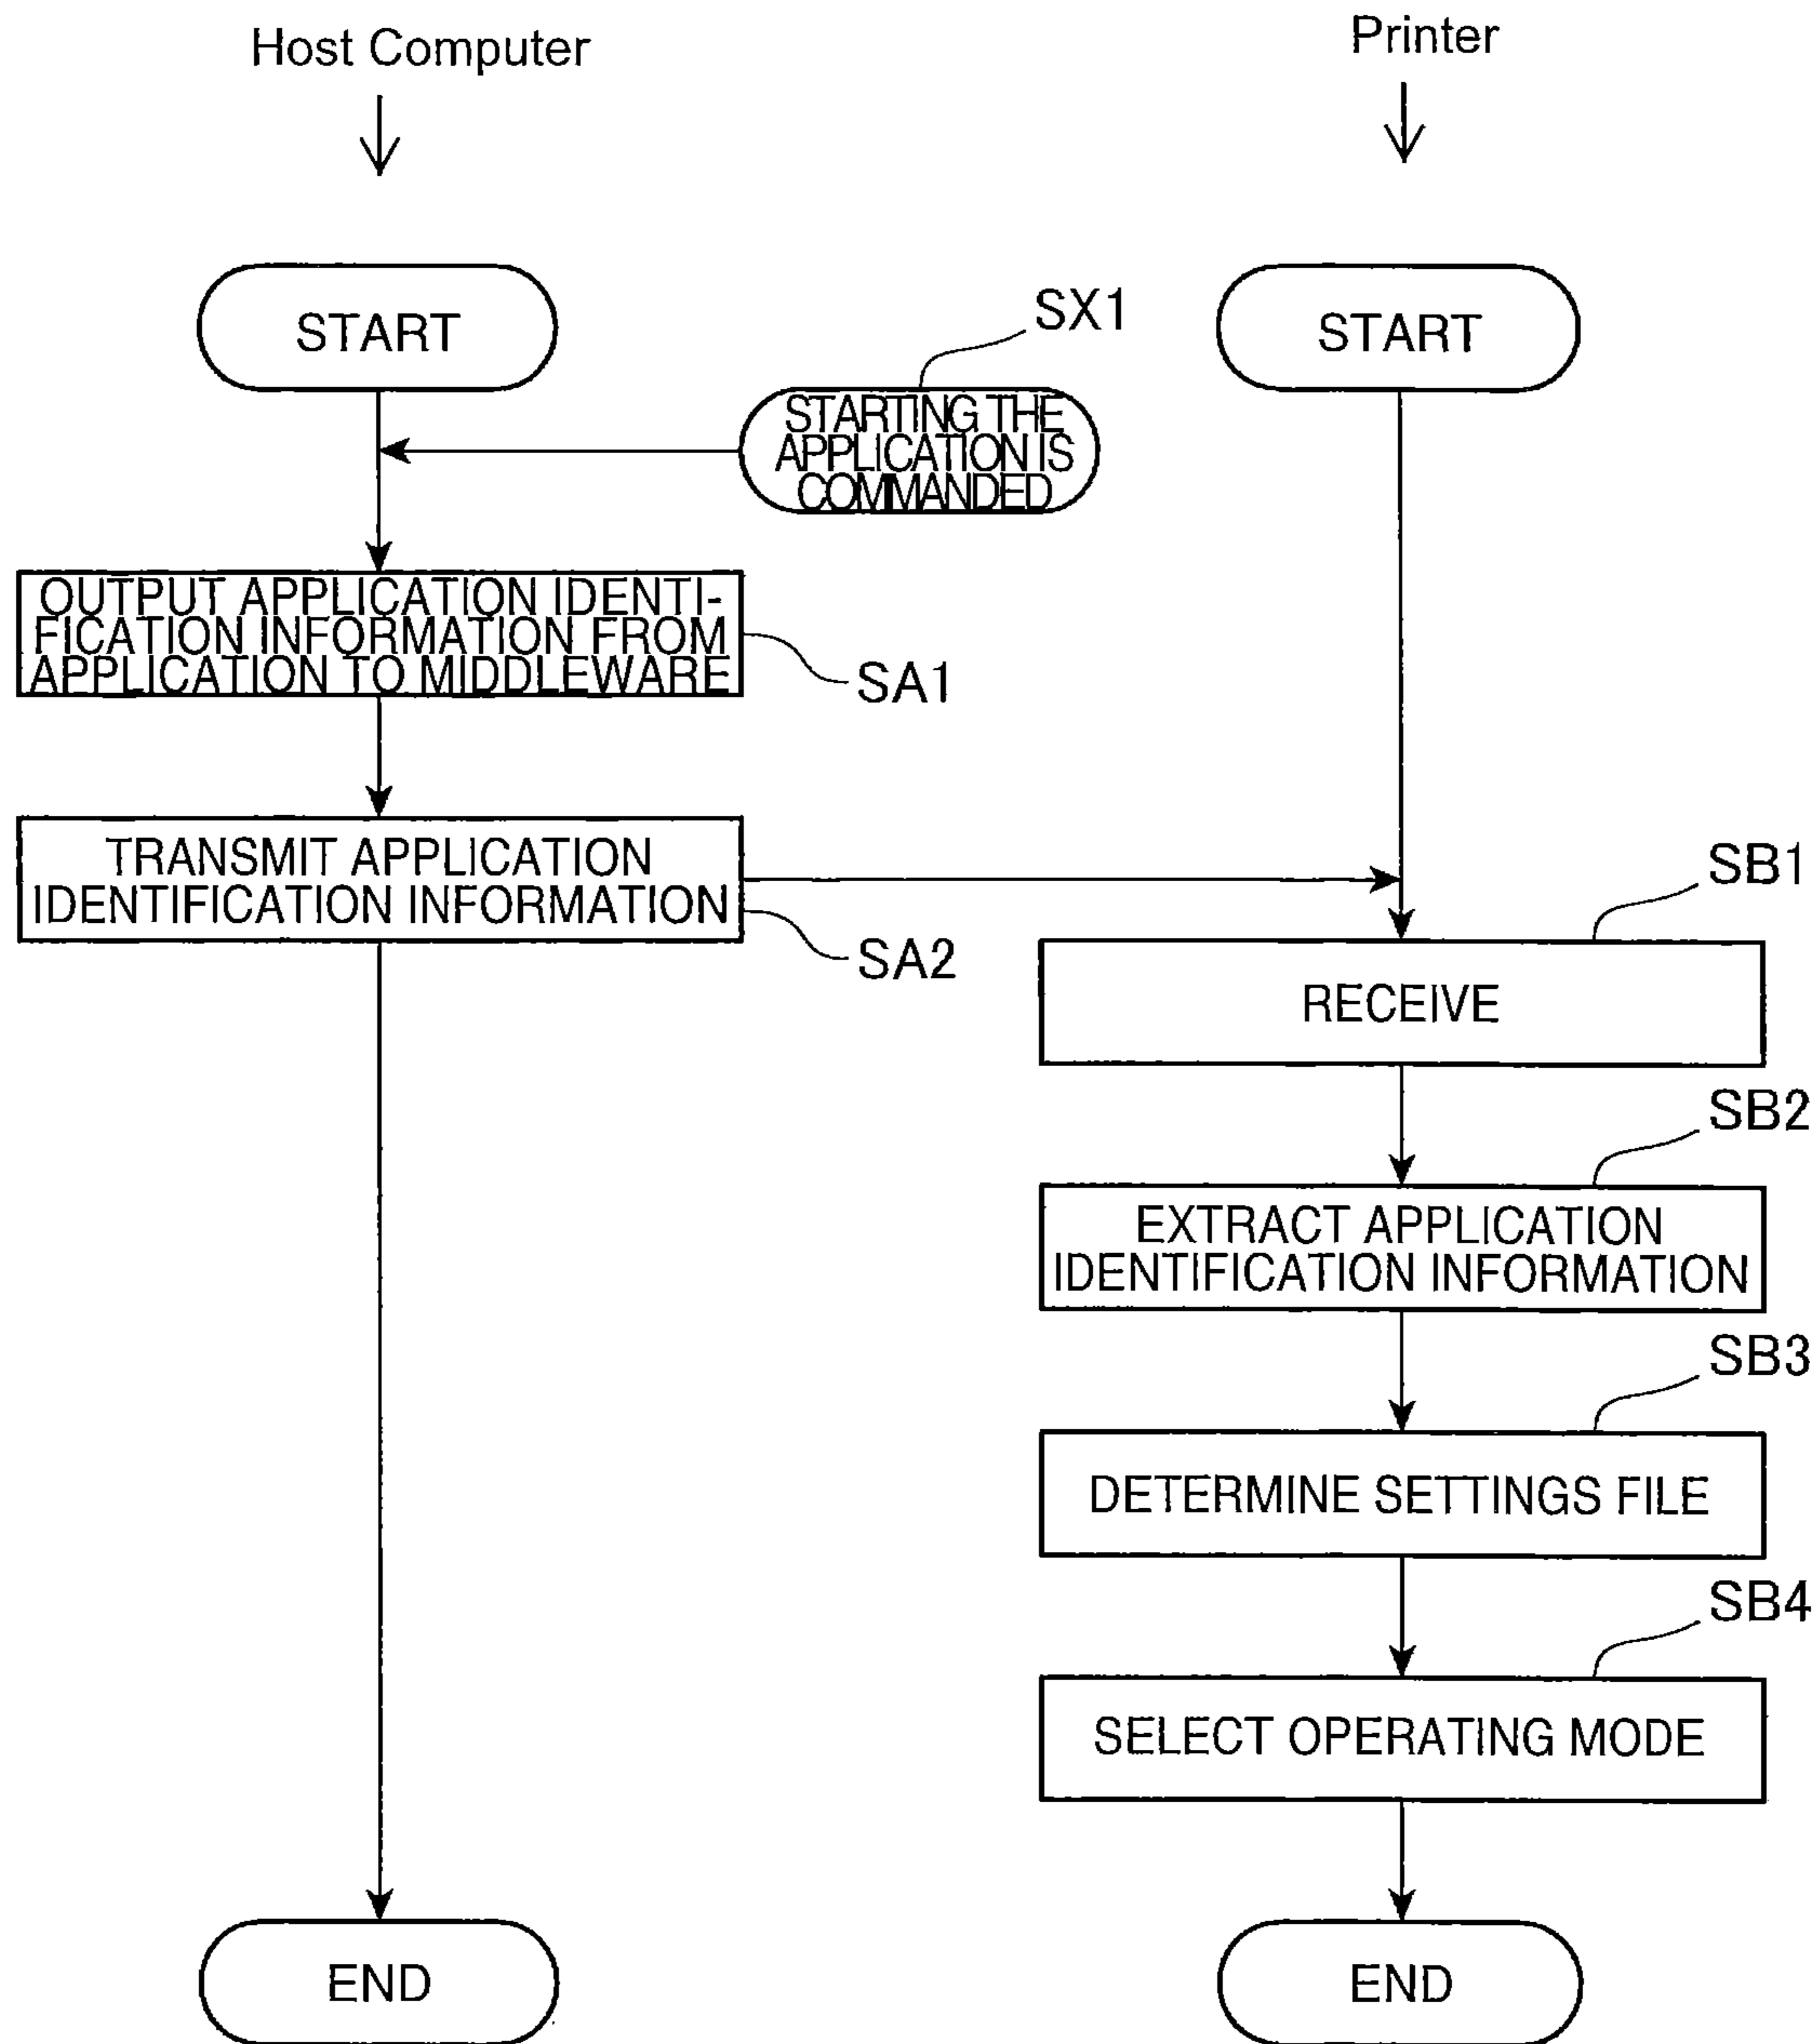 Host Computer
Printer
START
START
SX1
STARTING THE
APPLICATION IS
COMMANDED
OUTPUT APPLICATION IDENTI-
FICATION INFORMATION FROM
APPLICATION TO MIDDLEWARE
SA1
TRANSMIT APPLICATION
IDENTIFICATION INFORMATION
SA2
SB1
RECEIVE
SB2
EXTRACT APPLICATION
IDENTIFICATION INFORMATION
SB3
DETERMINE SETTINGS FILE
SB4
SELECT OPERATING MODE
END
END